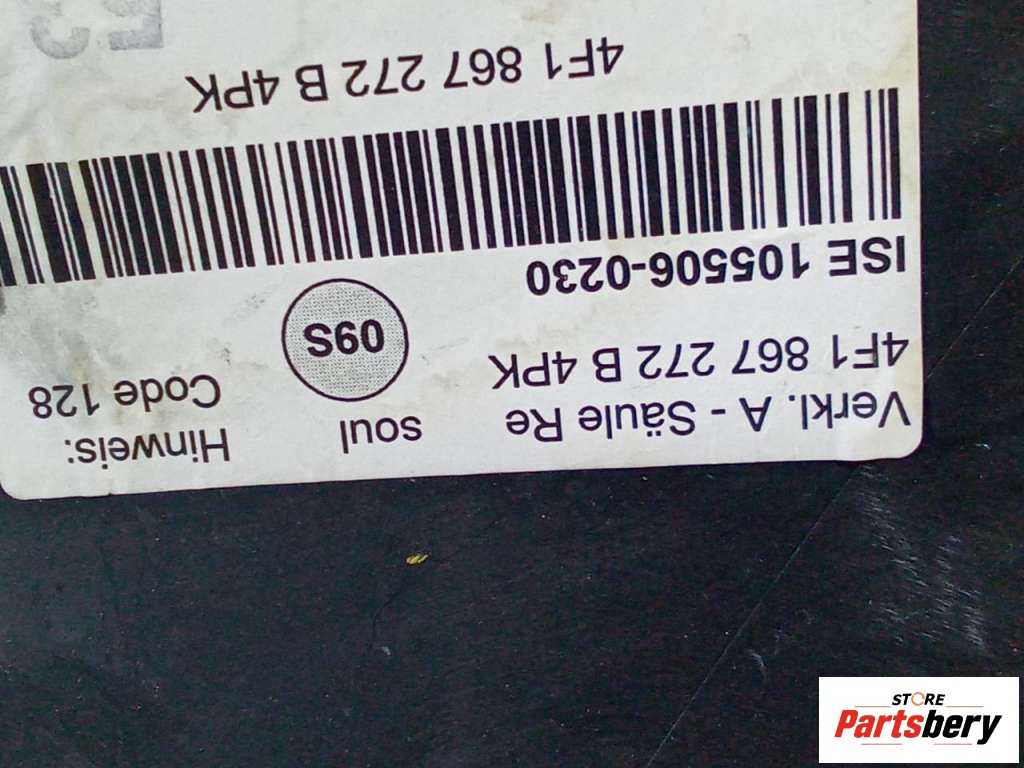 Verkl. A - Säule Re soul Hinweis:
4F1 867 272 B 4PK 09S Code 128
ISE 105506-0230
4F1 867 272 B 4PK
STORE
Partsbery